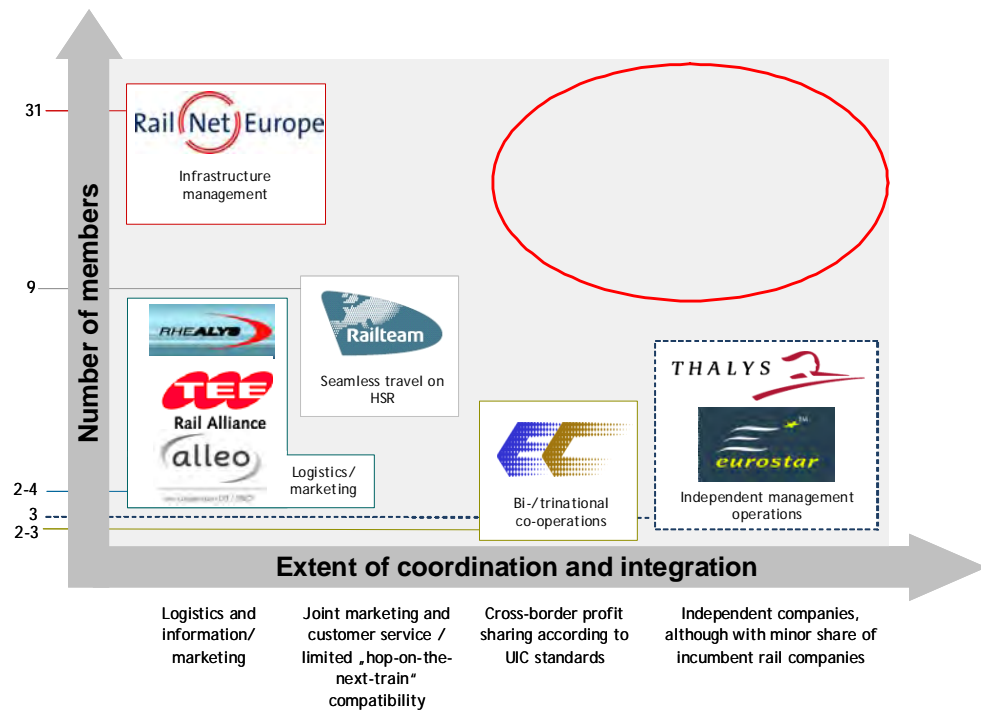 31
Rail Net Europe
Infrastructure
management
Number of members
9
RHEALYS
Railteam
Seamless travel on
HSR
THALYS
TEE
Rail Alliance
alleo
TM
eurostar
Logistics/
marketing
EC
Bi-/trinational
co-operations
Independent management
operations
2-4
3
2-3
Extent of coordination and integration
Logistics and
information/
marketing
Joint marketing and
customer service /
limited „hop-on-the-
next-train“
compatibility
Cross-border profit
sharing according to
UIC standards
Independent companies,
although with minor share of
incumbent rail companies